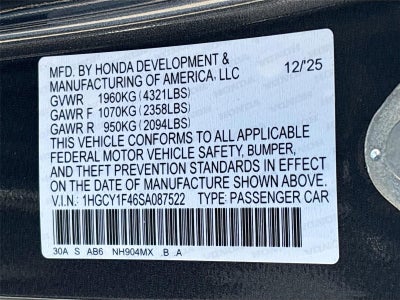 MFD. BY HONDA DEVELOPMENT &
MANUFACTURING OF AMERICA, LLC 12/'25
GVWR 1960KG (4321LBS)
GAWR F 1070KG (2358LBS)
GAWR R 950KG (2094LBS)
THIS VEHICLE CONFORMS TO ALL APPLICABLE
FEDERAL MOTOR VEHICLE SAFETY, BUMPER,
AND THEFT PREVENTION STANDARDS IN EFFECT
ON THE DATE OF MANUFACTURE SHOWN ABOVE.
V.I.N.: 1HGCY1F46SA087522 TYPE: PASSENGER CAR
30A S AB6 NH904MX .B .A